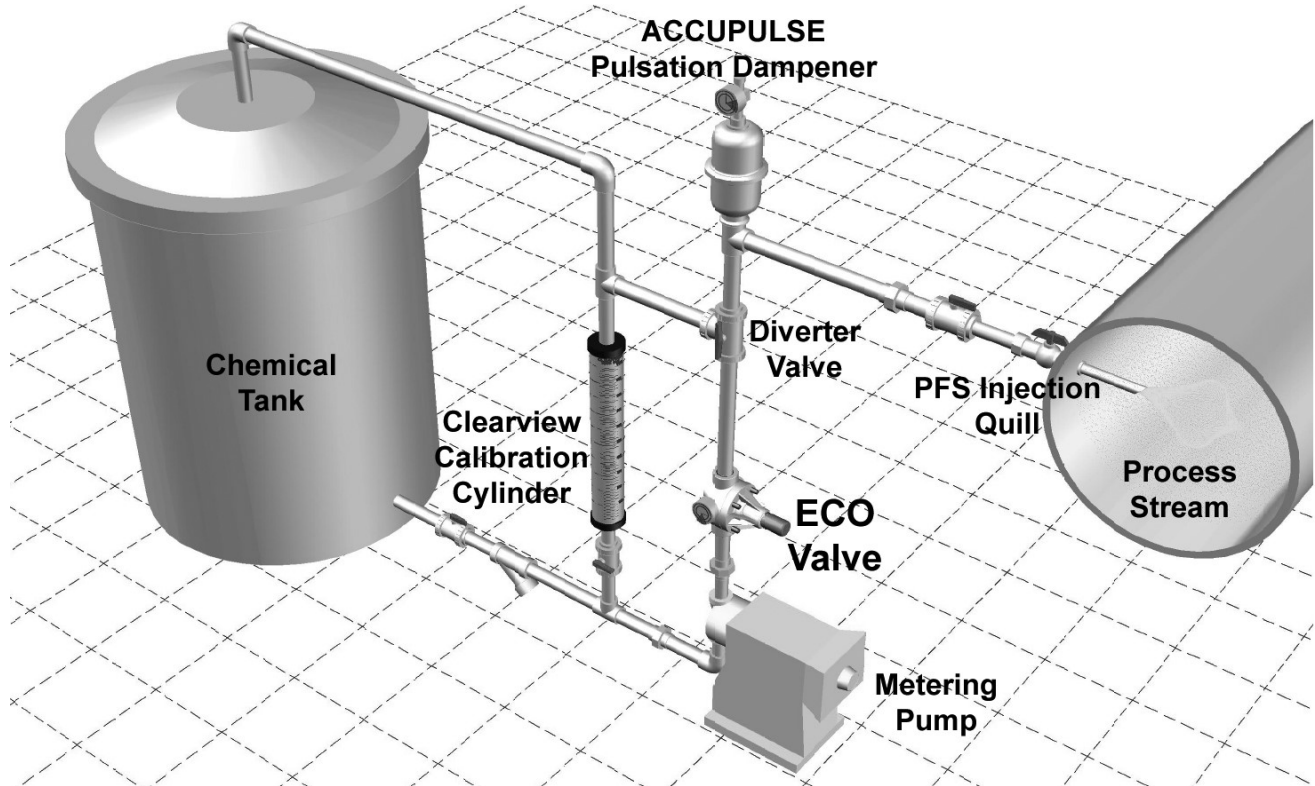 ACCUPULSE
Pulsation Dampener
Chemical
Tank
Clearview
Calibration
Cylinder
Diverter
Valve
PFS Injection
Quill
Process
Stream
ECO
Valve
Metering
Pump